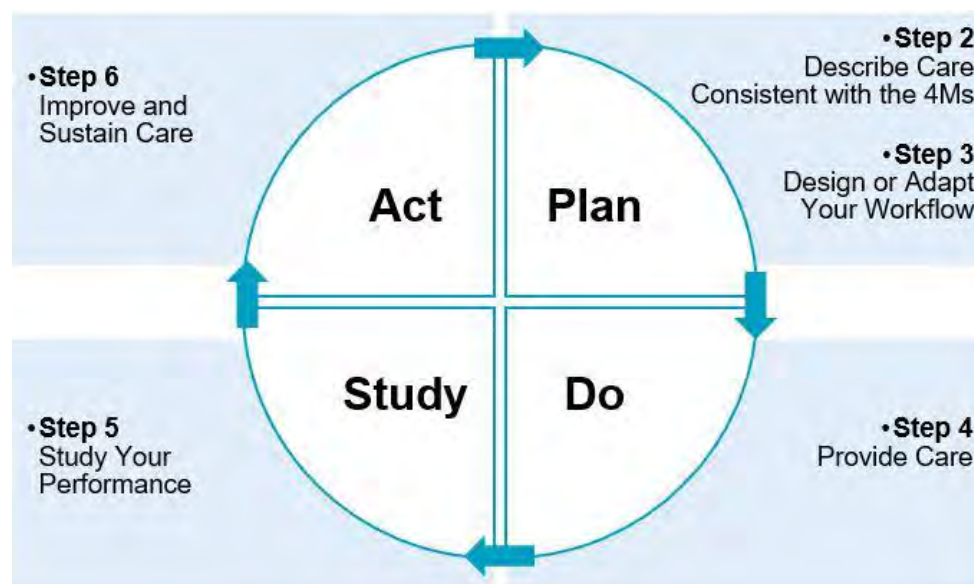 •Step 6
Improve and
Sustain Care
•Step 2
Describe Care
Consistent with the 4Ms
•Step 3
Design or Adapt
Your Workflow
Act
Plan
Study
Do
•Step 5
Study Your
Performance
•Step 4
Provide Care